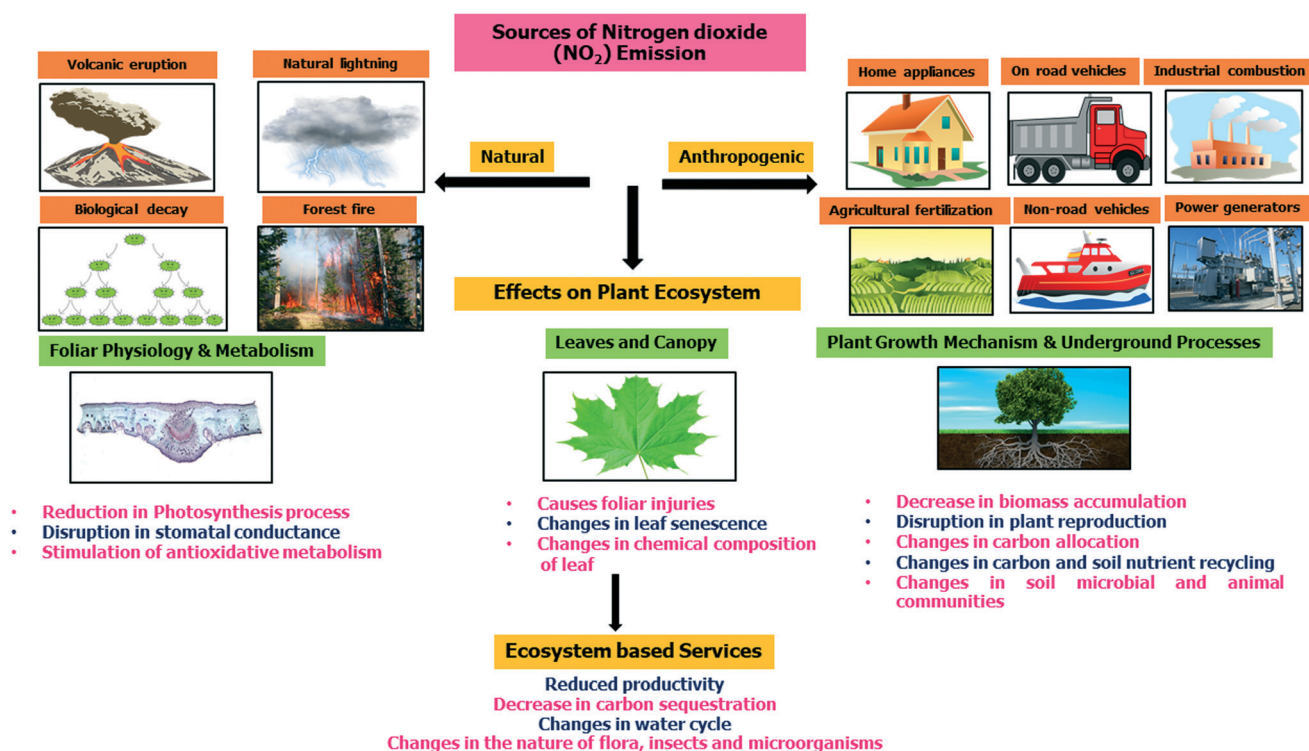 Sources of Nitrogen dioxide
(NO₂) Emission
Volcanic eruption
Natural lightning
Biological decay
Forest fire
Natural
Anthropogenic
Home appliances
On road vehicles
Industrial combustion
Agricultural fertilization
Non-road vehicles
Power generators
Effects on Plant Ecosystem
Foliar Physiology & Metabolism
• Reduction in Photosynthesis process
• Disruption in stomatal conductance
• Stimulation of antioxidative metabolism
Leaves and Canopy
• Causes foliar injuries
• Changes in leaf senescence
• Changes in chemical composition
of leaf
Plant Growth Mechanism & Underground Processes
• Decrease in biomass accumulation
• Disruption in plant reproduction
• Changes in carbon allocation
• Changes in carbon and soil nutrient recycling
• Changes in soil microbial and animal
communities
Ecosystem based Services
Reduced productivity
Decrease in carbon sequestration
Changes in water cycle
Changes in the nature of flora, insects and microorganisms